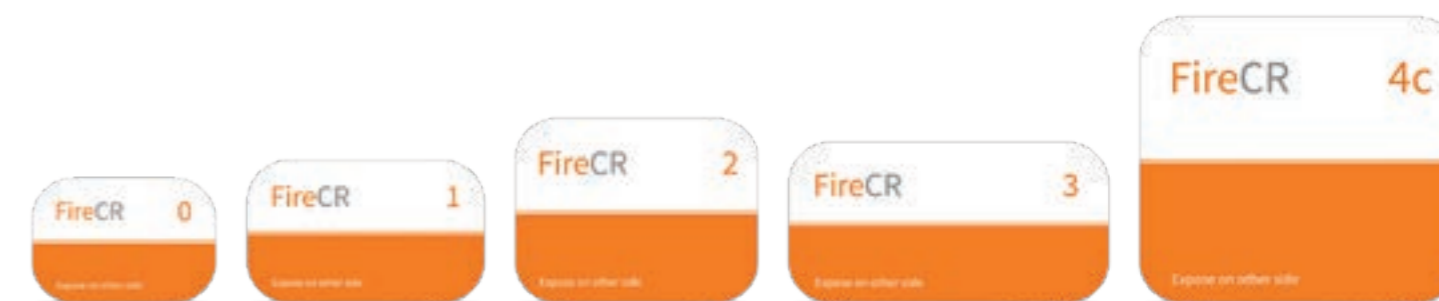 FireCR 0
Expose on other side
FireCR 1
Expose on other side
FireCR 2
Expose on other side
FireCR 3
Expose on other side
FireCR 4c
Expose on other side